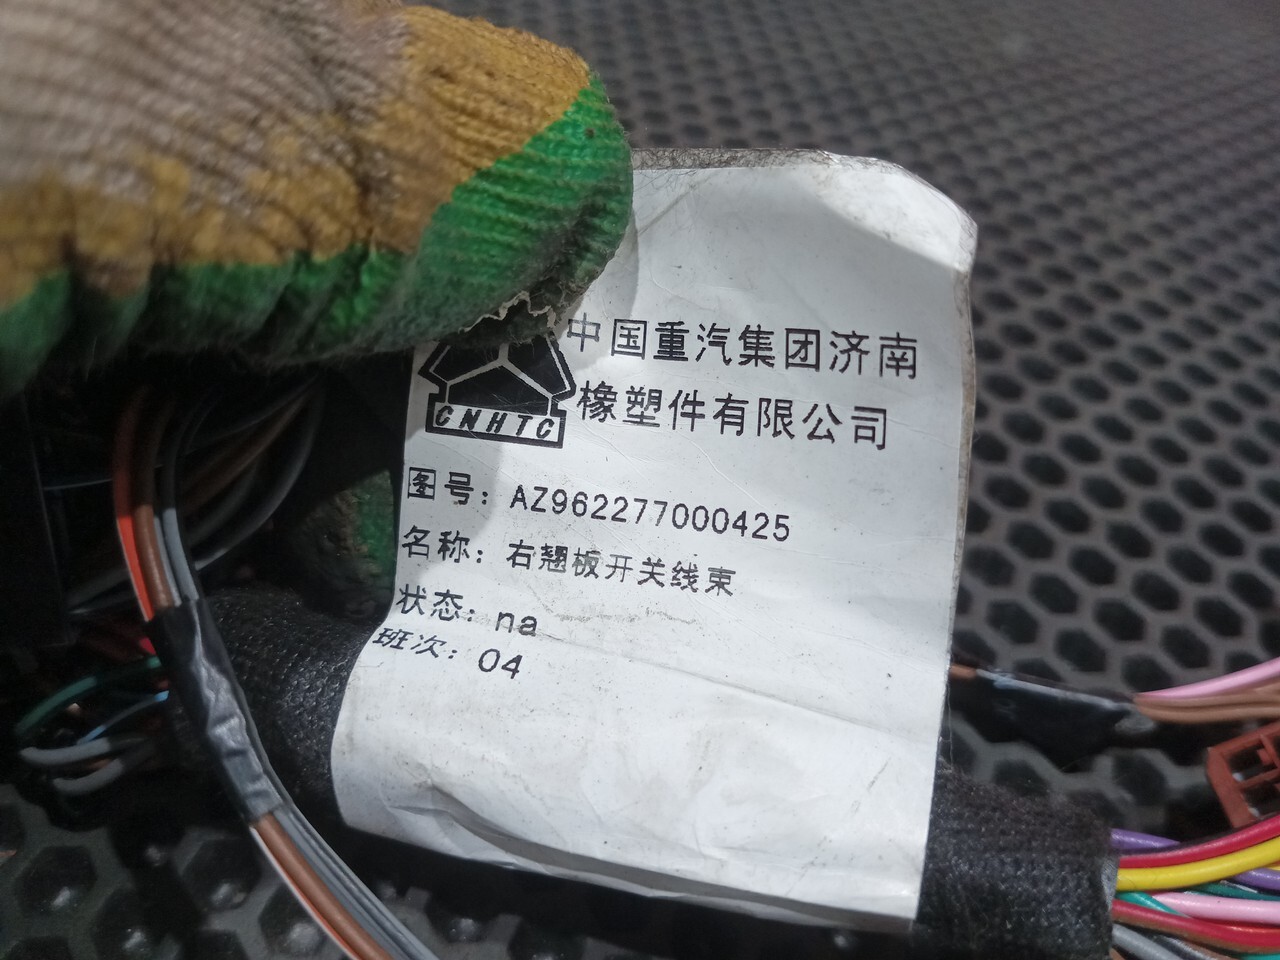 中国重汽集团济南
橡塑件有限公司
CNHTC
图号: AZ962277000425
名称: 右翘板开关线束
状态: na
班次: 04